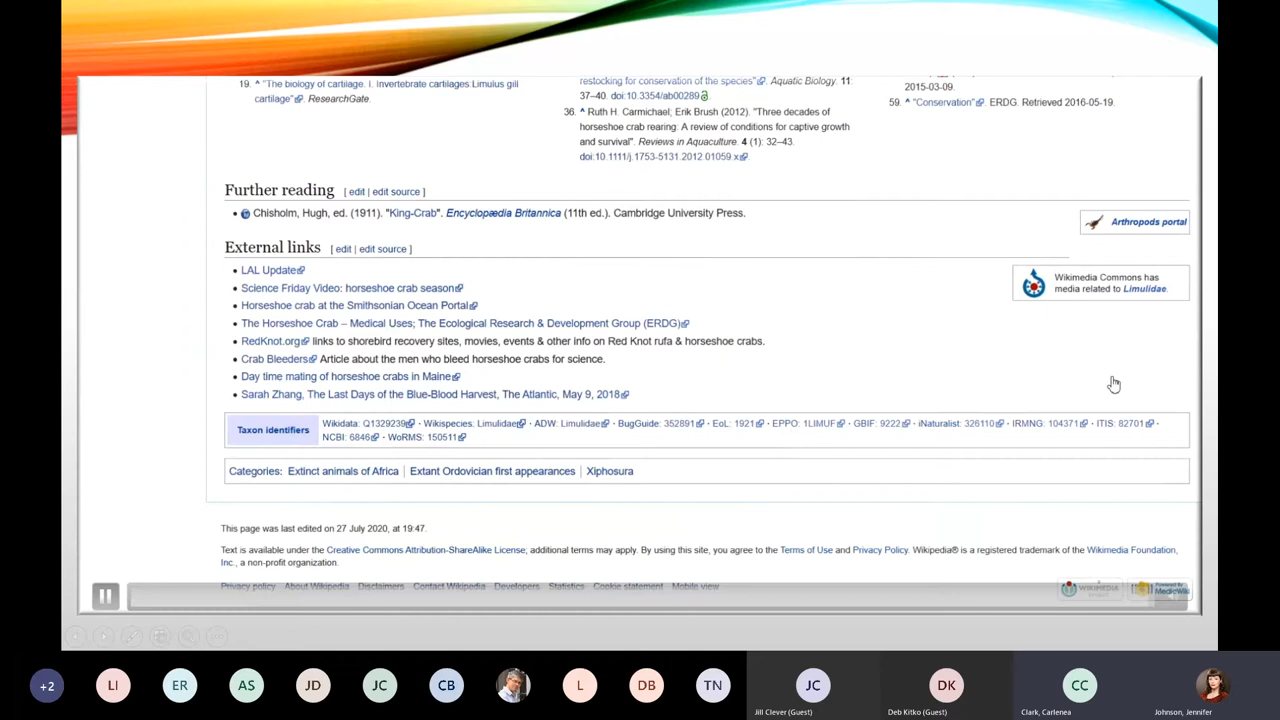 19. ^ "The biology of cartilage. I. Invertebrate cartilages:Limulus gill
cartilage". ResearchGate.
restocking for conservation of the species". Aquatic Biology. 11:
37–40. doi:10.3354/ab00289.
36. ^ Ruth H. Carmichael; Erik Brush (2012). "Three decades of
horseshoe crab rearing: A review of conditions for captive growth
and survival". Reviews in Aquaculture. 4 (1): 32–43.
doi:10.1111/j.1753-5131.2012.01059.x.
2015-03-09.
59. ^ "Conservation". ERDG. Retrieved 2016-05-19.
Further reading [ edit | edit source ]
• Chisholm, Hugh, ed. (1911). "King-Crab". Encyclopædia Britannica (11th ed.). Cambridge University Press.
Arthropods portal
External links [ edit | edit source ]
• LAL Update
Wikimedia Commons has
media related to Limulidae.
• Science Friday Video: horseshoe crab season
• Horseshoe crab at the Smithsonian Ocean Portal
• The Horseshoe Crab – Medical Uses; The Ecological Research & Development Group (ERDG)
• RedKnot.org links to shorebird recovery sites, movies, events & other info on Red Knot rufa & horseshoe crabs.
• Crab Bleeders Article about the men who bleed horseshoe crabs for science.
• Day time mating of horseshoe crabs in Maine
• Sarah Zhang, The Last Days of the Blue-Blood Harvest, The Atlantic, May 9, 2018
Taxon identifiers
Wikidata: Q1329239 · Wikispecies: Limulidae · ADW: Limulidae · BugGuide: 352891 · EoL: 1921 · EPPO: 1LIMUF · GBIF: 9222 · iNaturalist: 326110 · IRMNG: 104371 · ITIS: 82701 ·
NCBI: 6846 · WoRMS: 150511
Categories: Extinct animals of Africa | Extant Ordovician first appearances | Xiphosura
This page was last edited on 27 July 2020, at 19:47.
Text is available under the Creative Commons Attribution-ShareAlike License; additional terms may apply. By using this site, you agree to the Terms of Use and Privacy Policy. Wikipedia® is a registered trademark of the Wikimedia Foundation,
Inc., a non-profit organization.
Privacy policy About Wikipedia Disclaimers Contact Wikipedia Developers Statistics Cookie statement Mobile view
WIKIMEDIA
Powered By
MediaWiki
+2 LI ER AS JD JC CB L DB TN JC DK CC
Jill Clever (Guest) Deb Kitko (Guest) Clark, Carlenea Johnson, Jennifer